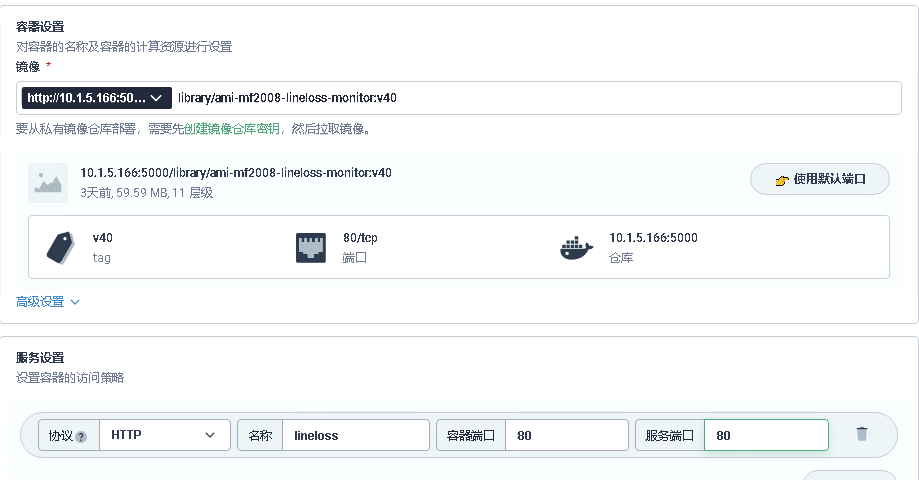 容器设置
对容器的名称及容器的计算资源进行设置
镜像 *
http://10.1.5.166:50... library/ami-mf2008-lineloss-monitor:v40
要从私有镜像仓库部署，需要先创建镜像仓库密钥，然后拉取镜像。
10.1.5.166:5000/library/ami-mf2008-lineloss-monitor:v40
3天前, 59.59 MB, 11 层级
使用默认端口
v40
tag
80/tcp
端口
10.1.5.166:5000
仓库
高级设置
服务设置
设置容器的访问策略
协议 ? HTTP 名称 lineloss 容器端口 80 服务端口 80